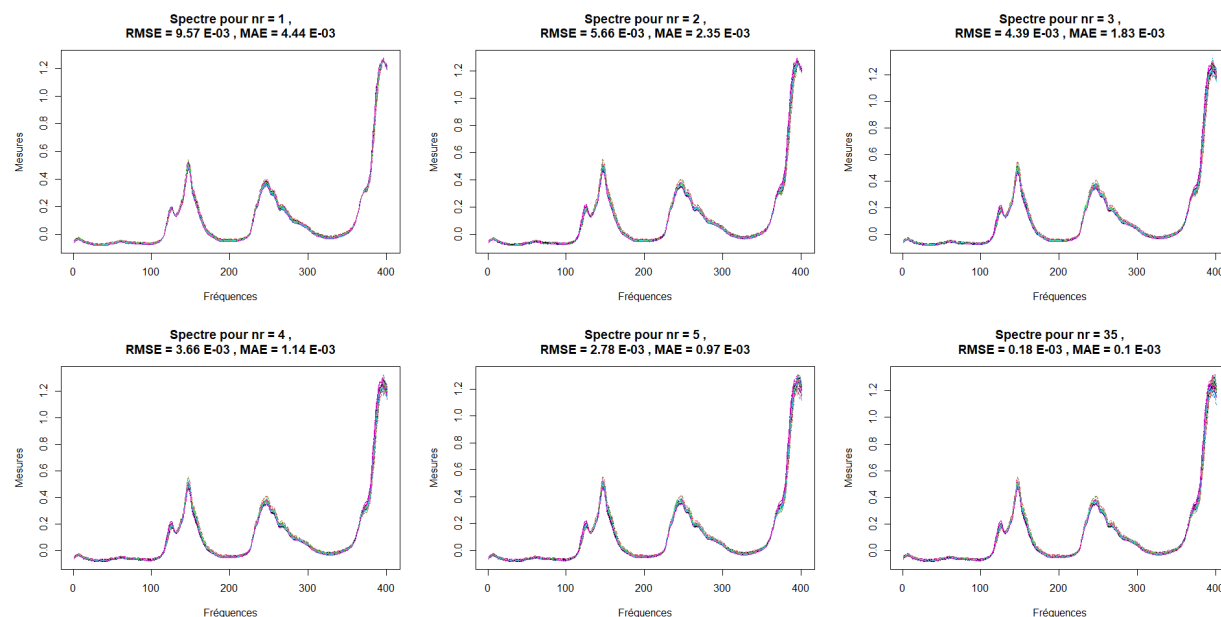 Spectre pour nr = 1 ,
RMSE = 9.57 E-03 , MAE = 4.44 E-03
Mesures
0.0 0.2 0.4 0.6 0.8 1.0 1.2
0 100 200 300 400
Fréquences
Spectre pour nr = 2 ,
RMSE = 5.66 E-03 , MAE = 2.35 E-03
Mesures
0.0 0.2 0.4 0.6 0.8 1.0 1.2
0 100 200 300 400
Fréquences
Spectre pour nr = 3 ,
RMSE = 4.39 E-03 , MAE = 1.83 E-03
Mesures
0.0 0.2 0.4 0.6 0.8 1.0 1.2
0 100 200 300 400
Fréquences
Spectre pour nr = 4 ,
RMSE = 3.66 E-03 , MAE = 1.14 E-03
Mesures
0.0 0.2 0.4 0.6 0.8 1.0 1.2
0 100 200 300 400
Fréquences
Spectre pour nr = 5 ,
RMSE = 2.78 E-03 , MAE = 0.97 E-03
Mesures
0.0 0.2 0.4 0.6 0.8 1.0 1.2
0 100 200 300 400
Fréquences
Spectre pour nr = 35 ,
RMSE = 0.18 E-03 , MAE = 0.1 E-03
Mesures
0.0 0.2 0.4 0.6 0.8 1.0 1.2
0 100 200 300 400
Fréquences